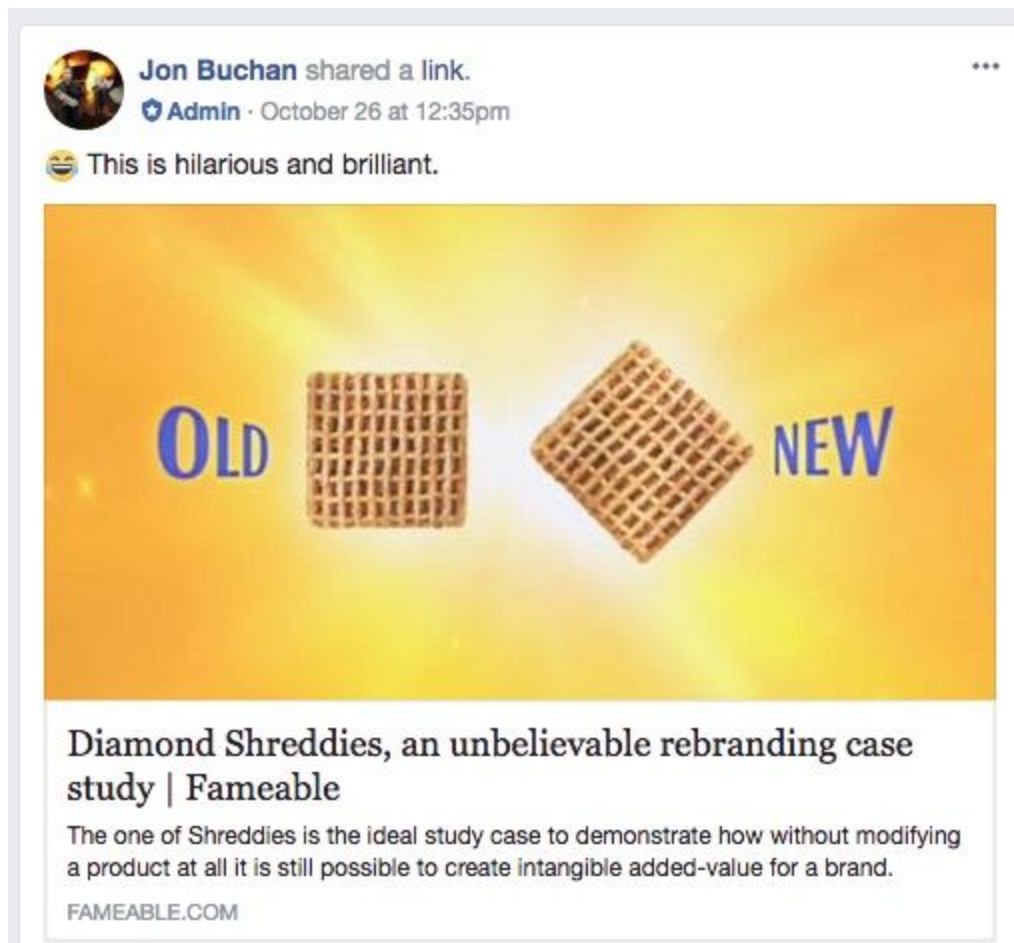 Jon Buchan shared a link.
Admin · October 26 at 12:35pm
😂 This is hilarious and brilliant.
OLD
NEW
Diamond Shreddies, an unbelievable rebranding case
study | Fameable
The one of Shreddies is the ideal study case to demonstrate how without modifying
a product at all it is still possible to create intangible added-value for a brand.
FAMEABLE.COM